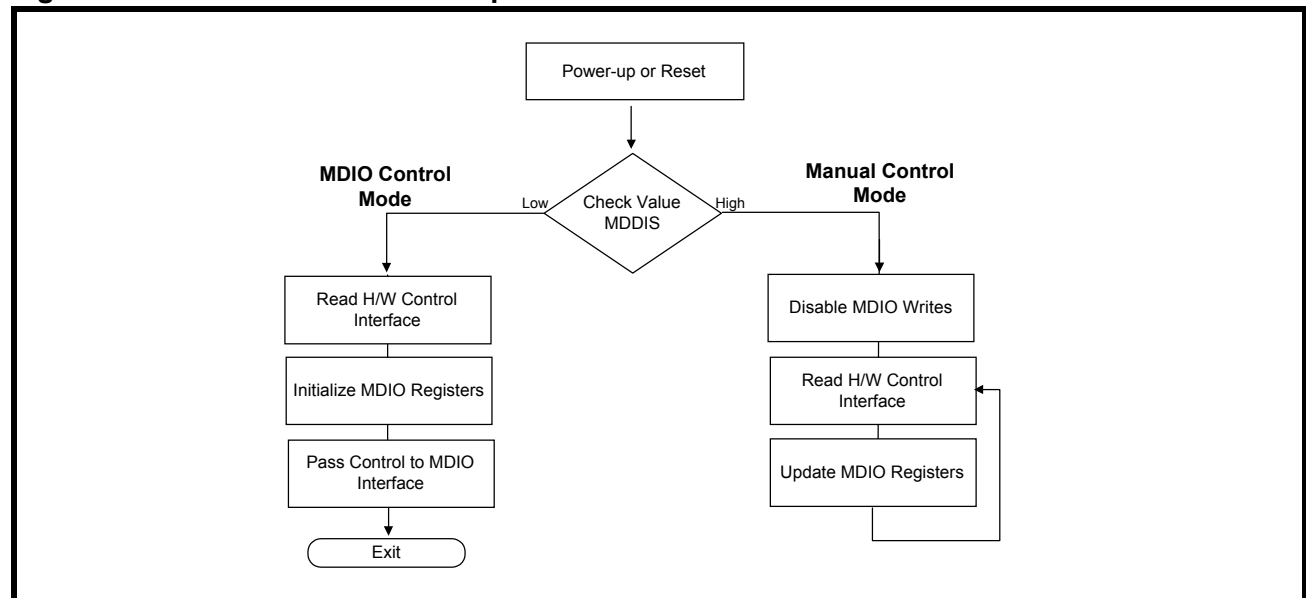 Power-up or Reset
MDIO Control
Mode
Manual Control
Mode
Low
Check Value
MDDIS
High
Read H/W Control
Interface
Initialize MDIO Registers
Pass Control to MDIO
Interface
Exit
Disable MDIO Writes
Read H/W Control
Interface
Update MDIO Registers